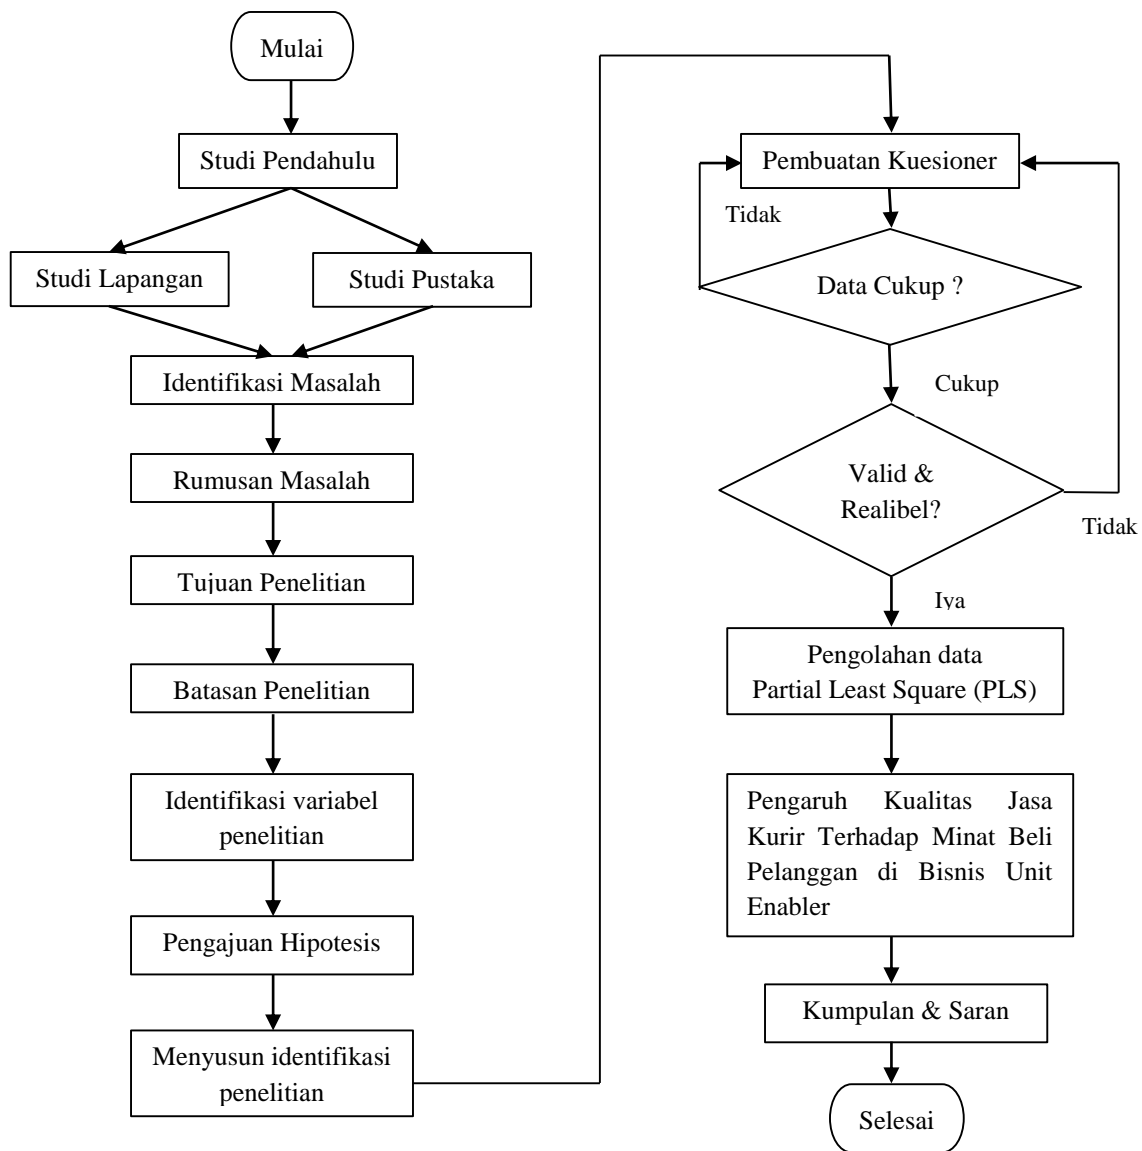 Mulai
Studi Pendahulu
Studi Lapangan
Studi Pustaka
Identifikasi Masalah
Rumusan Masalah
Tujuan Penelitian
Batasan Penelitian
Identifikasi variabel
penelitian
Pengajuan Hipotesis
Menyusun identifikasi
penelitian
Pembuatan Kuesioner
Tidak
Data Cukup ?
Cukup
Valid &
Realibel?
Tidak
Iya
Pengolahan data
Partial Least Square (PLS)
Pengaruh Kualitas Jasa
Kurir Terhadap Minat Beli
Pelanggan di Bisnis Unit
Enabler
Kumpulan & Saran
Selesai